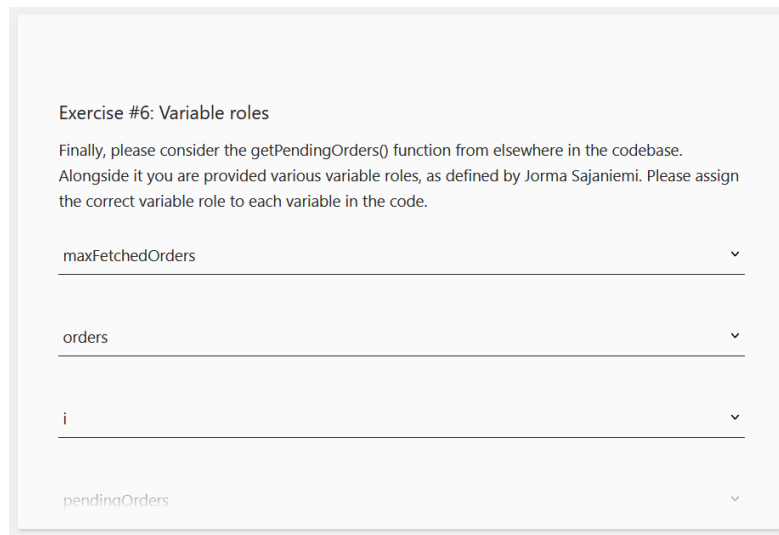 Exercise #6: Variable roles
Finally, please consider the getPendingOrders() function from elsewhere in the codebase.
Alongside it you are provided various variable roles, as defined by Jorma Sajaniemi. Please assign
the correct variable role to each variable in the code.
maxFetchedOrders
orders
i
pendingOrders